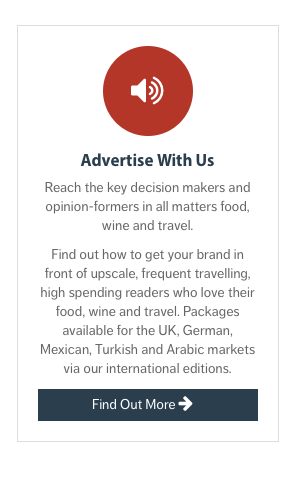 Advertise With Us
Reach the key decision makers and
opinion-formers in all matters food,
wine and travel.
Find out how to get your brand in
front of upscale, frequent travelling,
high spending readers who love their
food, wine and travel. Packages
available for the UK, German,
Mexican, Turkish and Arabic markets
via our international editions.
Find Out More